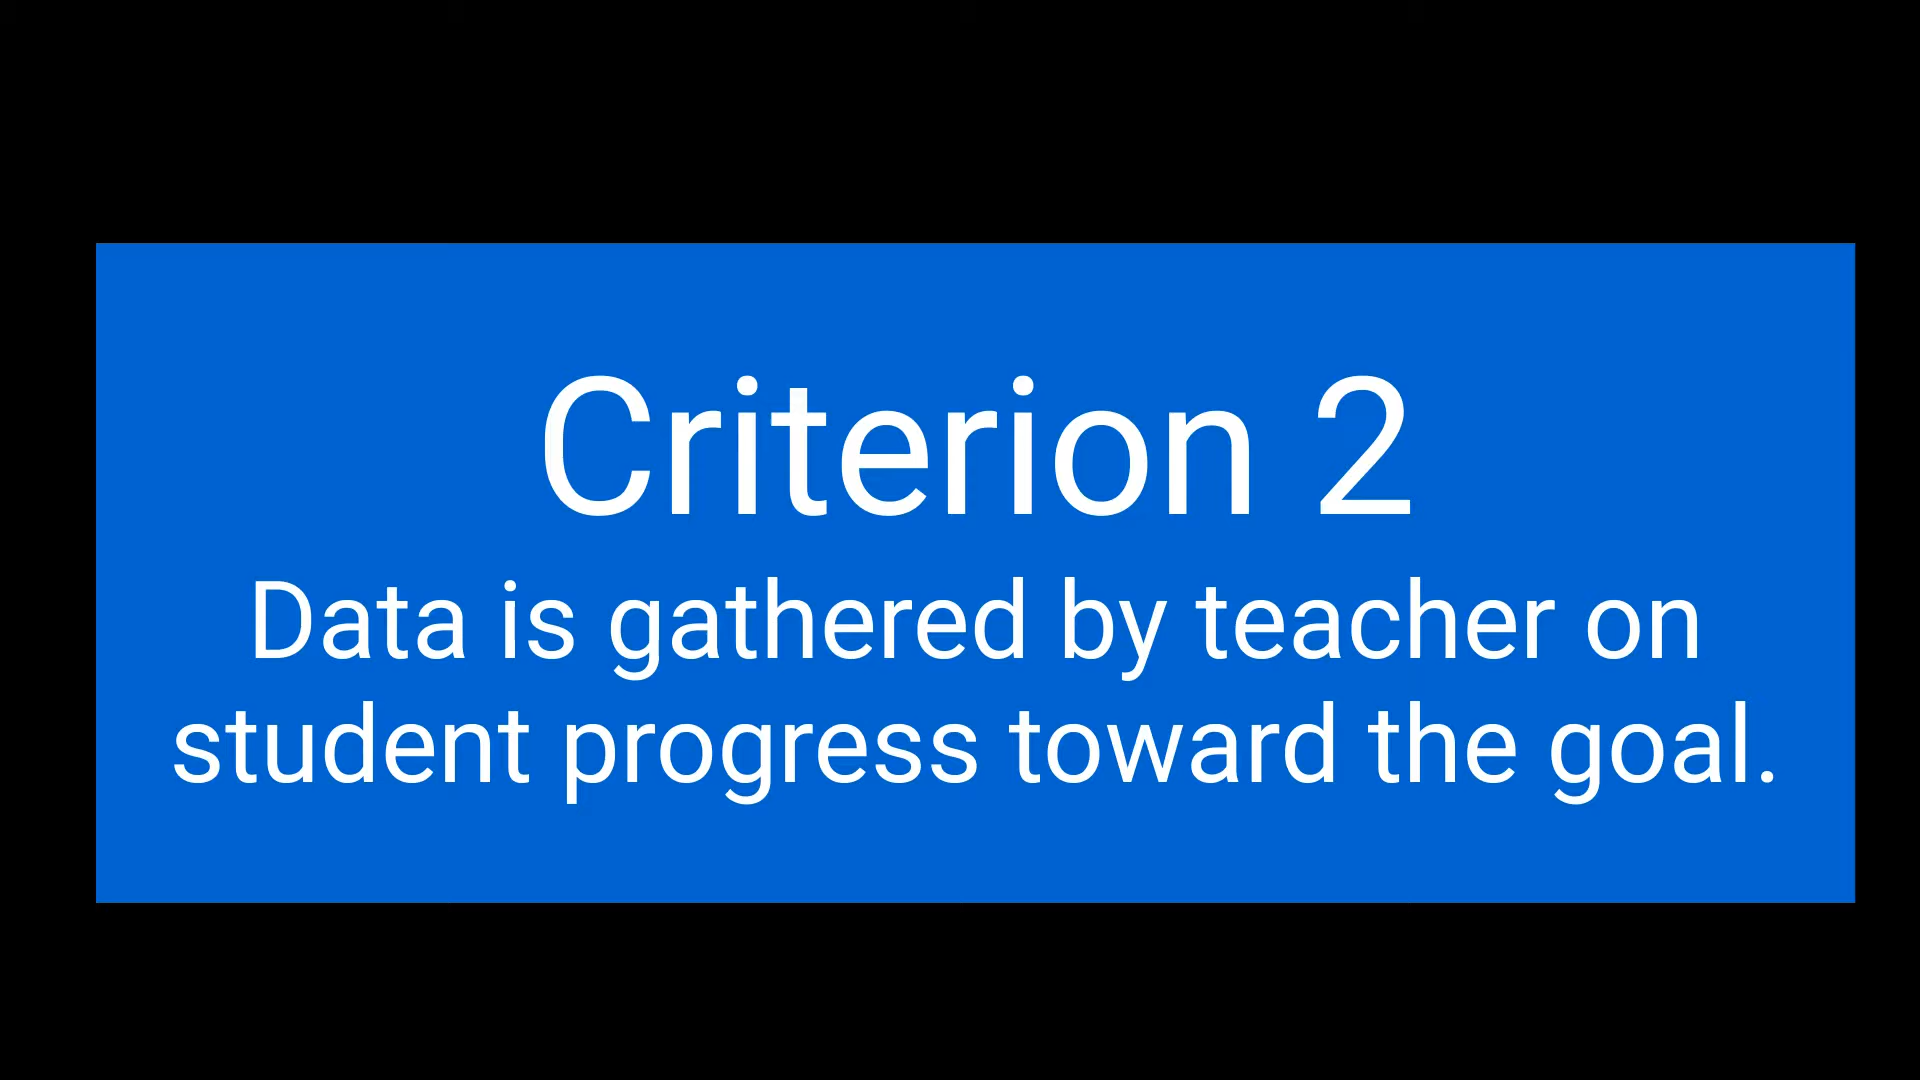 Criterion 2
Data is gathered by teacher on
student progress toward the goal.